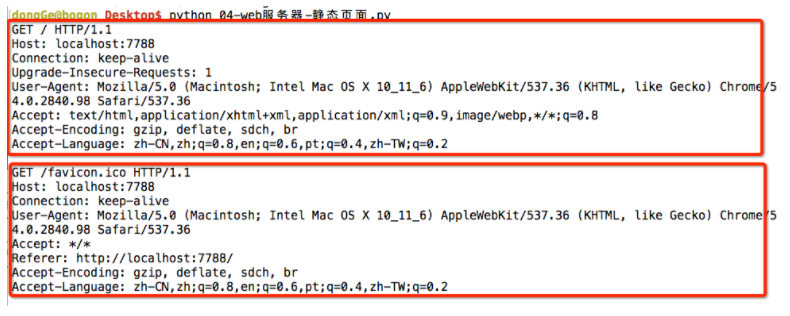 dongGe@bogon Desktop$ python 04-web服务器-静态页面.py
GET / HTTP/1.1
Host: localhost:7788
Connection: keep-alive
Upgrade-Insecure-Requests: 1
User-Agent: Mozilla/5.0 (Macintosh; Intel Mac OS X 10_11_6) AppleWebKit/537.36 (KHTML, like Gecko) Chrome/5
4.0.2840.98 Safari/537.36
Accept: text/html,application/xhtml+xml,application/xml;q=0.9,image/webp,*/*;q=0.8
Accept-Encoding: gzip, deflate, sdch, br
Accept-Language: zh-CN,zh;q=0.8,en;q=0.6,pt;q=0.4,zh-TW;q=0.2
GET /favicon.ico HTTP/1.1
Host: localhost:7788
Connection: keep-alive
User-Agent: Mozilla/5.0 (Macintosh; Intel Mac OS X 10_11_6) AppleWebKit/537.36 (KHTML, like Gecko) Chrome/5
4.0.2840.98 Safari/537.36
Accept: */*
Referer: http://localhost:7788/
Accept-Encoding: gzip, deflate, sdch, br
Accept-Language: zh-CN,zh;q=0.8,en;q=0.6,pt;q=0.4,zh-TW;q=0.2